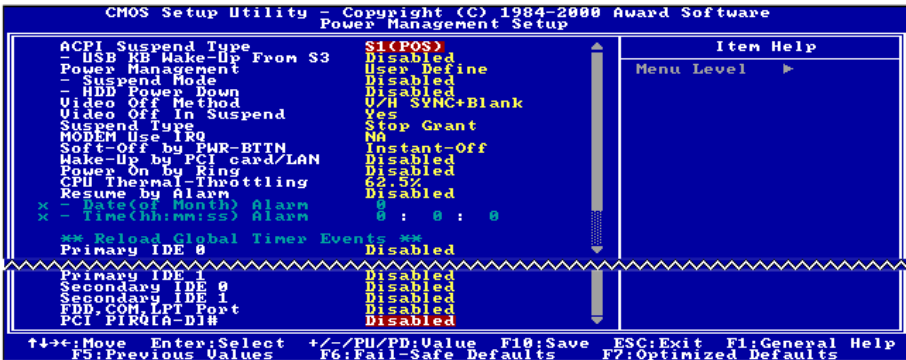 CMOS Setup Utility - Copyright (C) 1984-2000 Award Software
Power Management Setup
ACPI Suspend Type S1(POS)
- USB KB Wake-Up From S3 Disabled
Power Management User Define
- Suspend Mode Disabled
- HDD Power Down Disabled
Video Off Method V/H SYNC+Blank
Video Off In Suspend Yes
Suspend Type Stop Grant
MODEM Use IRQ NA
Soft-Off by PWR-BTTN Instant-Off
Wake-Up by PCI card/LAN Disabled
Power On by Ring Disabled
CPU Thermal-Throttling 62.5%
Resume by Alarm Disabled
x - Date(of Month) Alarm 0
x - Time(hh:mm:ss) Alarm 0 : 0 : 0
** Reload Global Timer Events **
Primary IDE 0 Disabled
Primary IDE 1 Disabled
Secondary IDE 0 Disabled
Secondary IDE 1 Disabled
FDD,COM,LPT Port Disabled
PCI PIRQ[A-D]# Disabled
Item Help
Menu Level ►
↑↓→←:Move Enter:Select +/-/PU/PD:Value F10:Save ESC:Exit F1:General Help
F5:Previous Values F6:Fail-Safe Defaults F7:Optimized Defaults